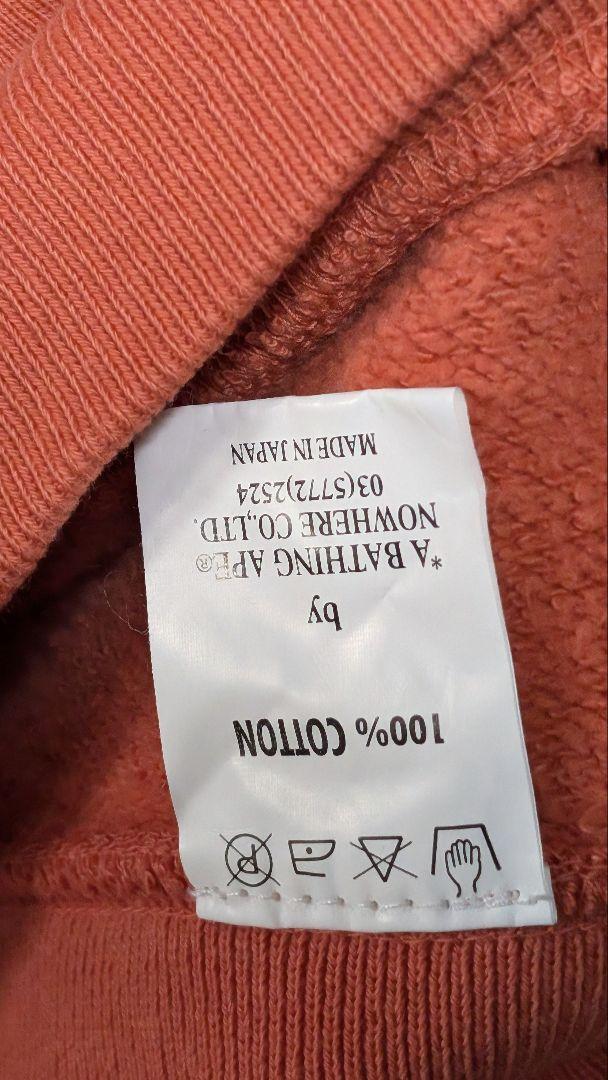 100% COTTON
by
*A BATHING APE®
NOWHERE CO.,LTD.
03(5772)2524
MADE IN JAPAN